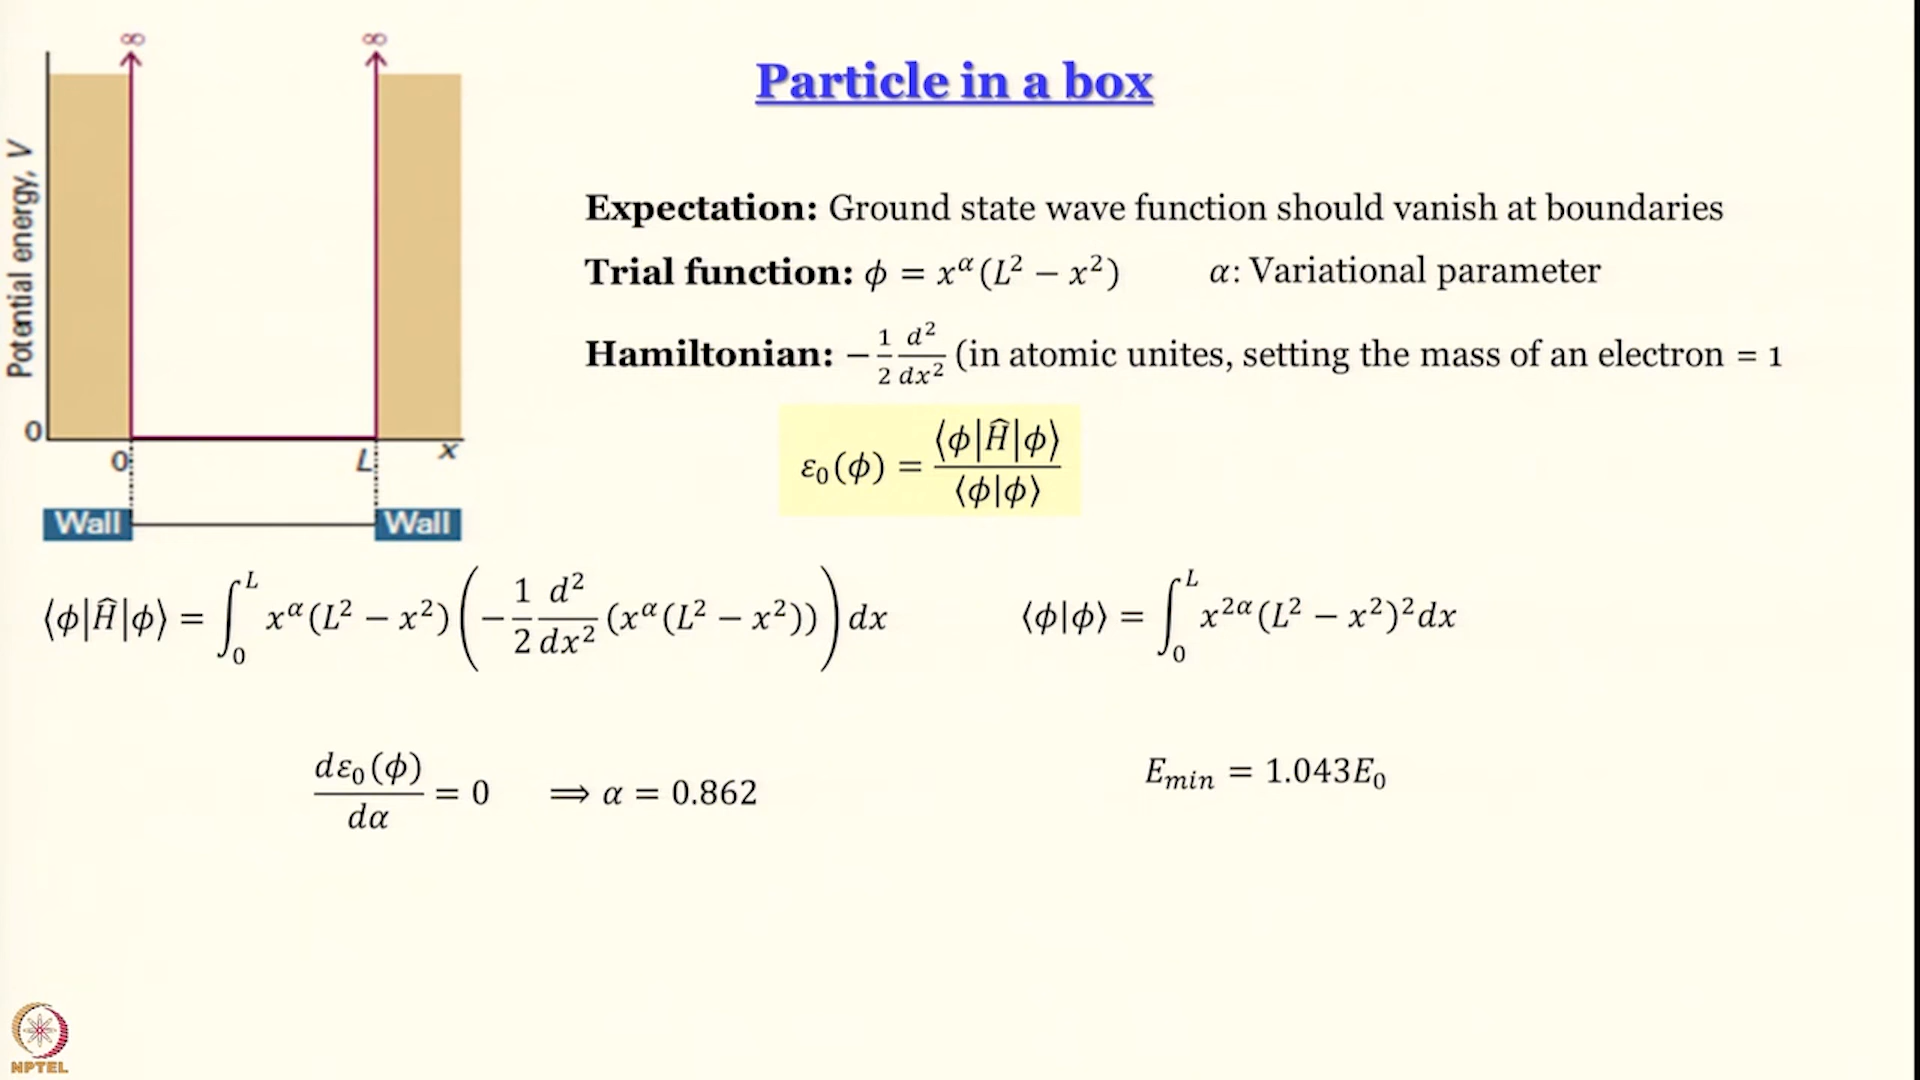 Particle in a box
∞ ∞
Potential energy, V
0
0 L x
Wall Wall
Expectation: Ground state wave function should vanish at boundaries
Trial function: ϕ = x^α(L² − x²) α: Variational parameter
Hamiltonian: −1/2 d²/dx² (in atomic unites, setting the mass of an electron = 1
ε₀(ϕ) = ⟨ϕ|Ĥ|ϕ⟩/⟨ϕ|ϕ⟩
⟨ϕ|Ĥ|ϕ⟩ = ∫₀^L x^α(L² − x²)(−1/2 d²/dx² (x^α(L² − x²)))dx ⟨ϕ|ϕ⟩ = ∫₀^L x^2α(L² − x²)²dx
dε₀(ϕ)/dα = 0 ⟹ α = 0.862 E_min = 1.043E₀
NPTEL